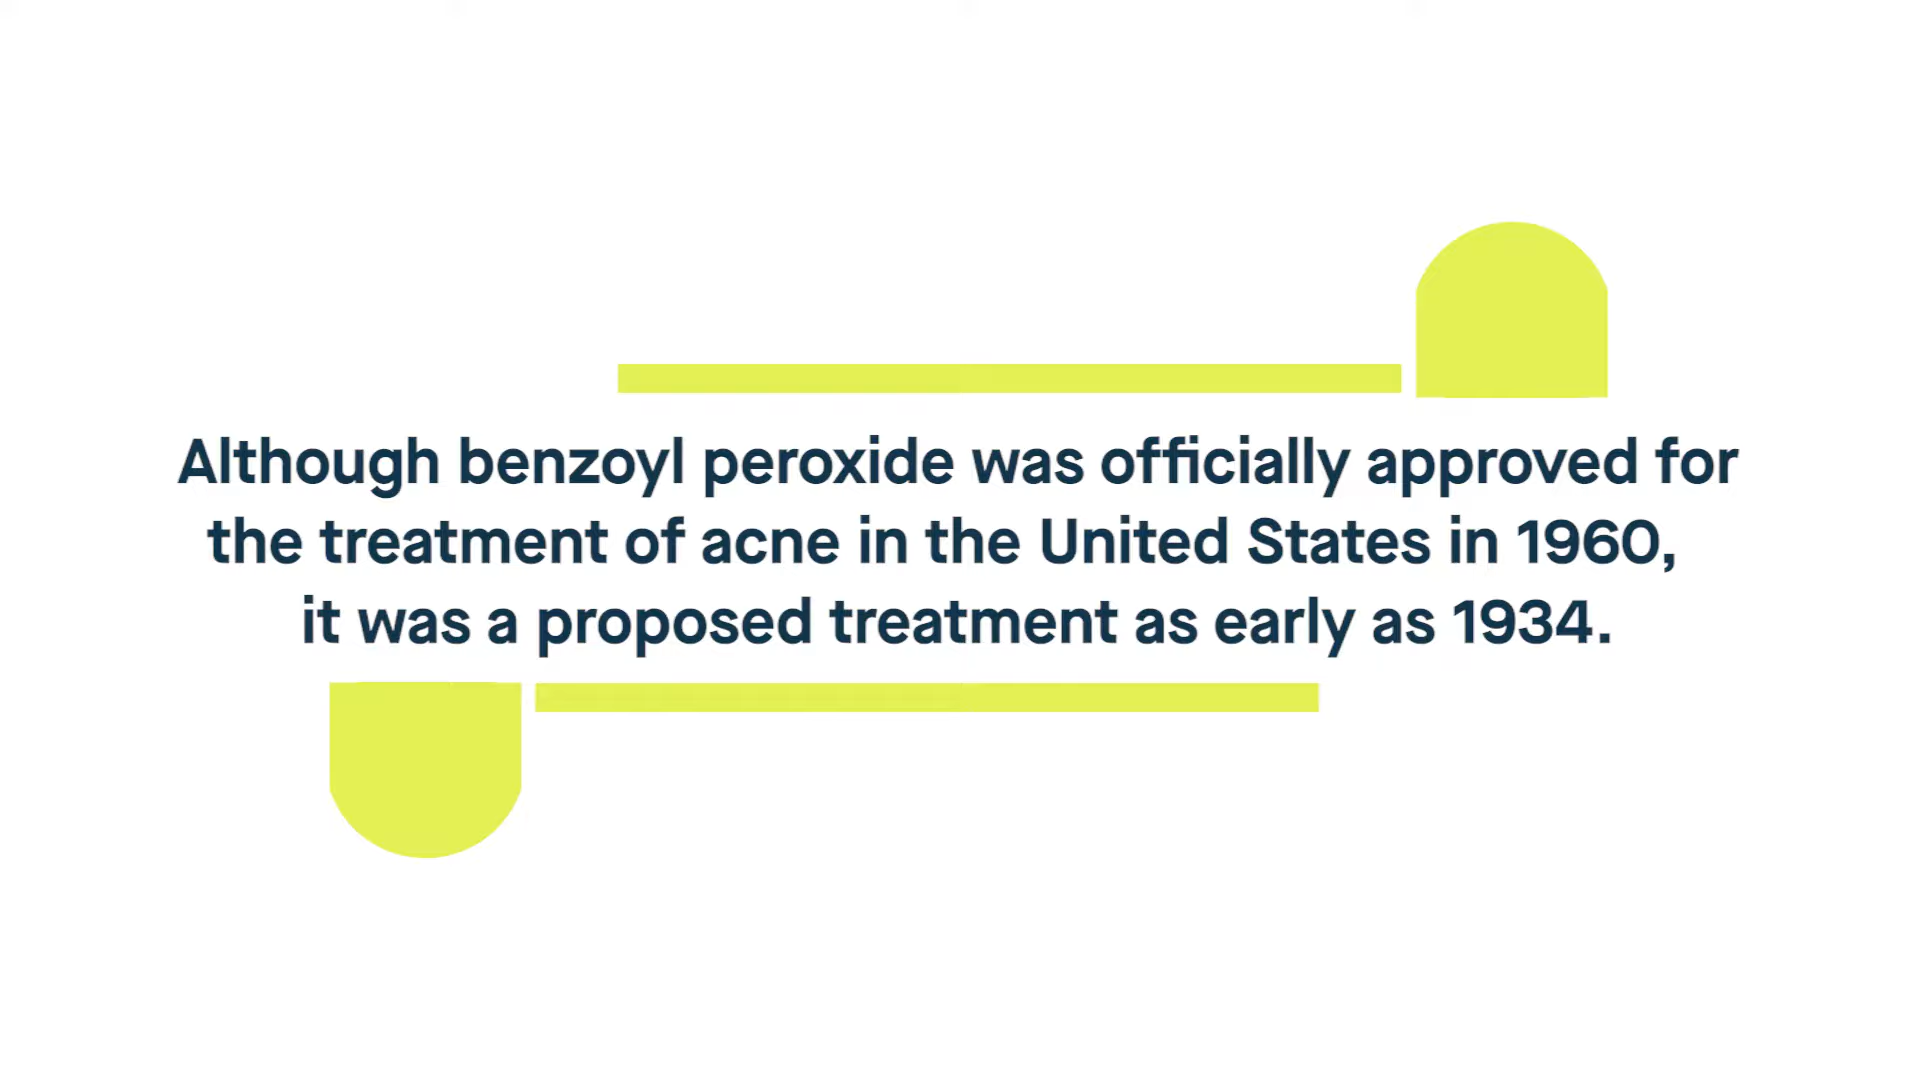 Although benzoyl peroxide was officially approved for
the treatment of acne in the United States in 1960,
it was a proposed treatment as early as 1934.